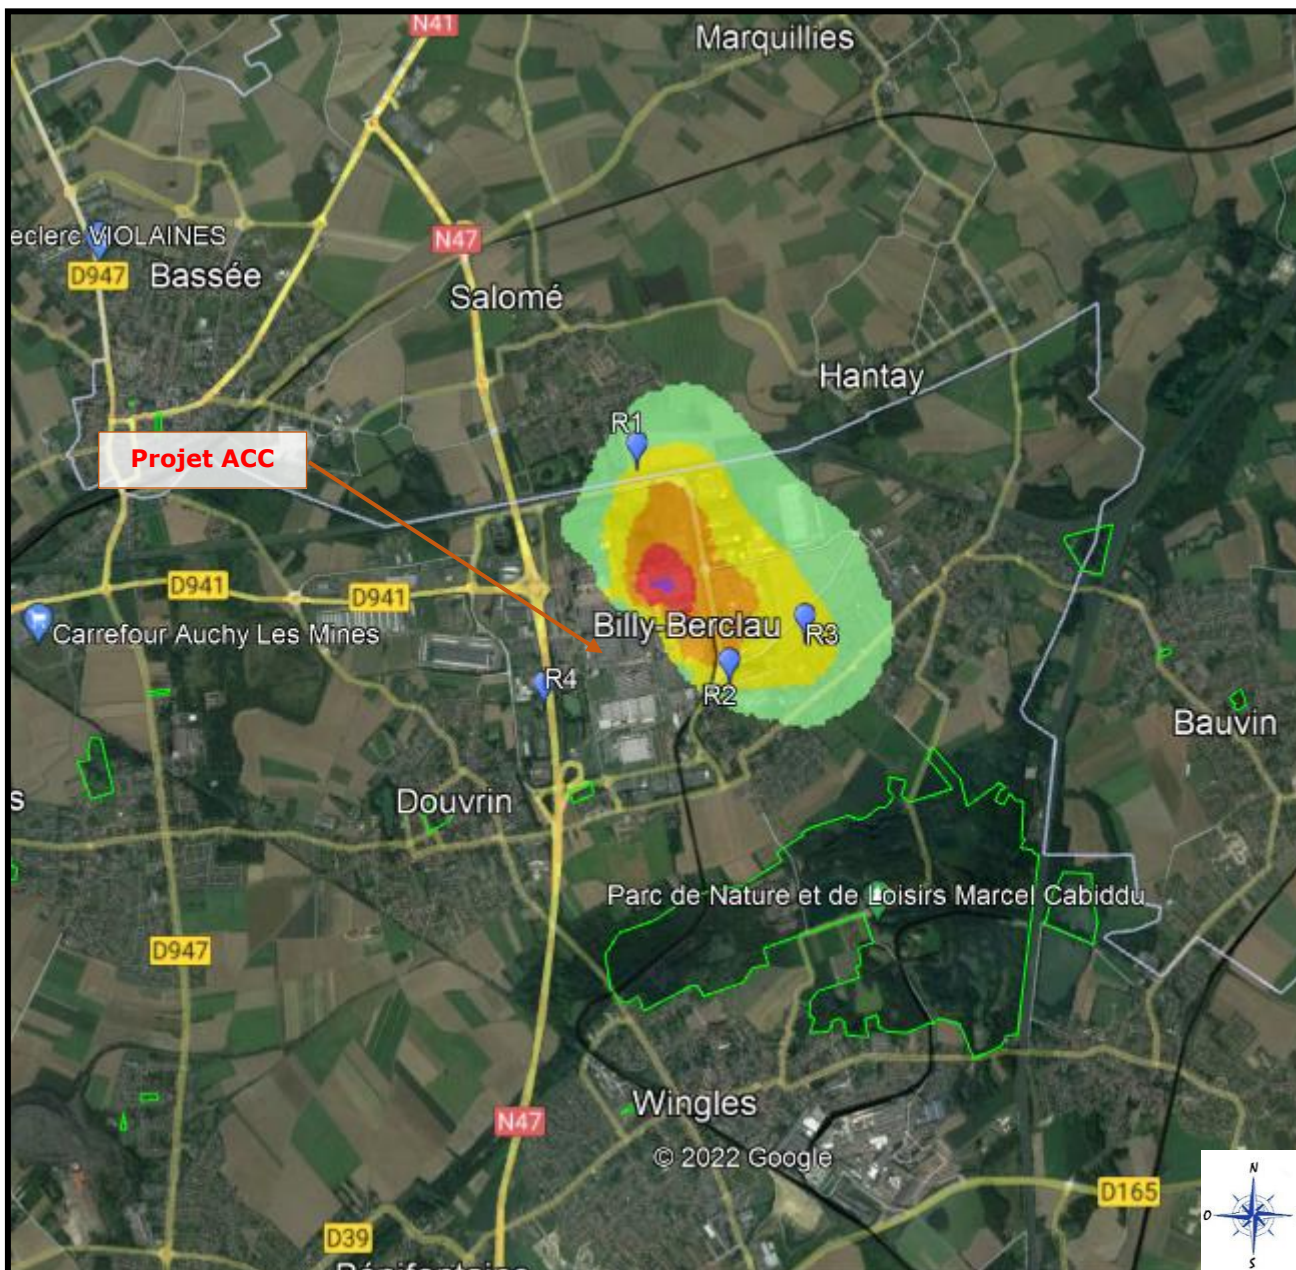 N41
Marquillies
eclerc VIOLAINES
N47
D947
Bassée
Salomé
Hantay
R1
Projet ACC
D941
D941
Billy-Berclau
Carrefour Auchy Les Mines
R3
R4
R2
Bauvin
s
Douvrin
Parc de Nature et de Loisirs Marcel Cabiddu
D947
Wingles
N47
© 2022 Google
D165
D39
N
O
S